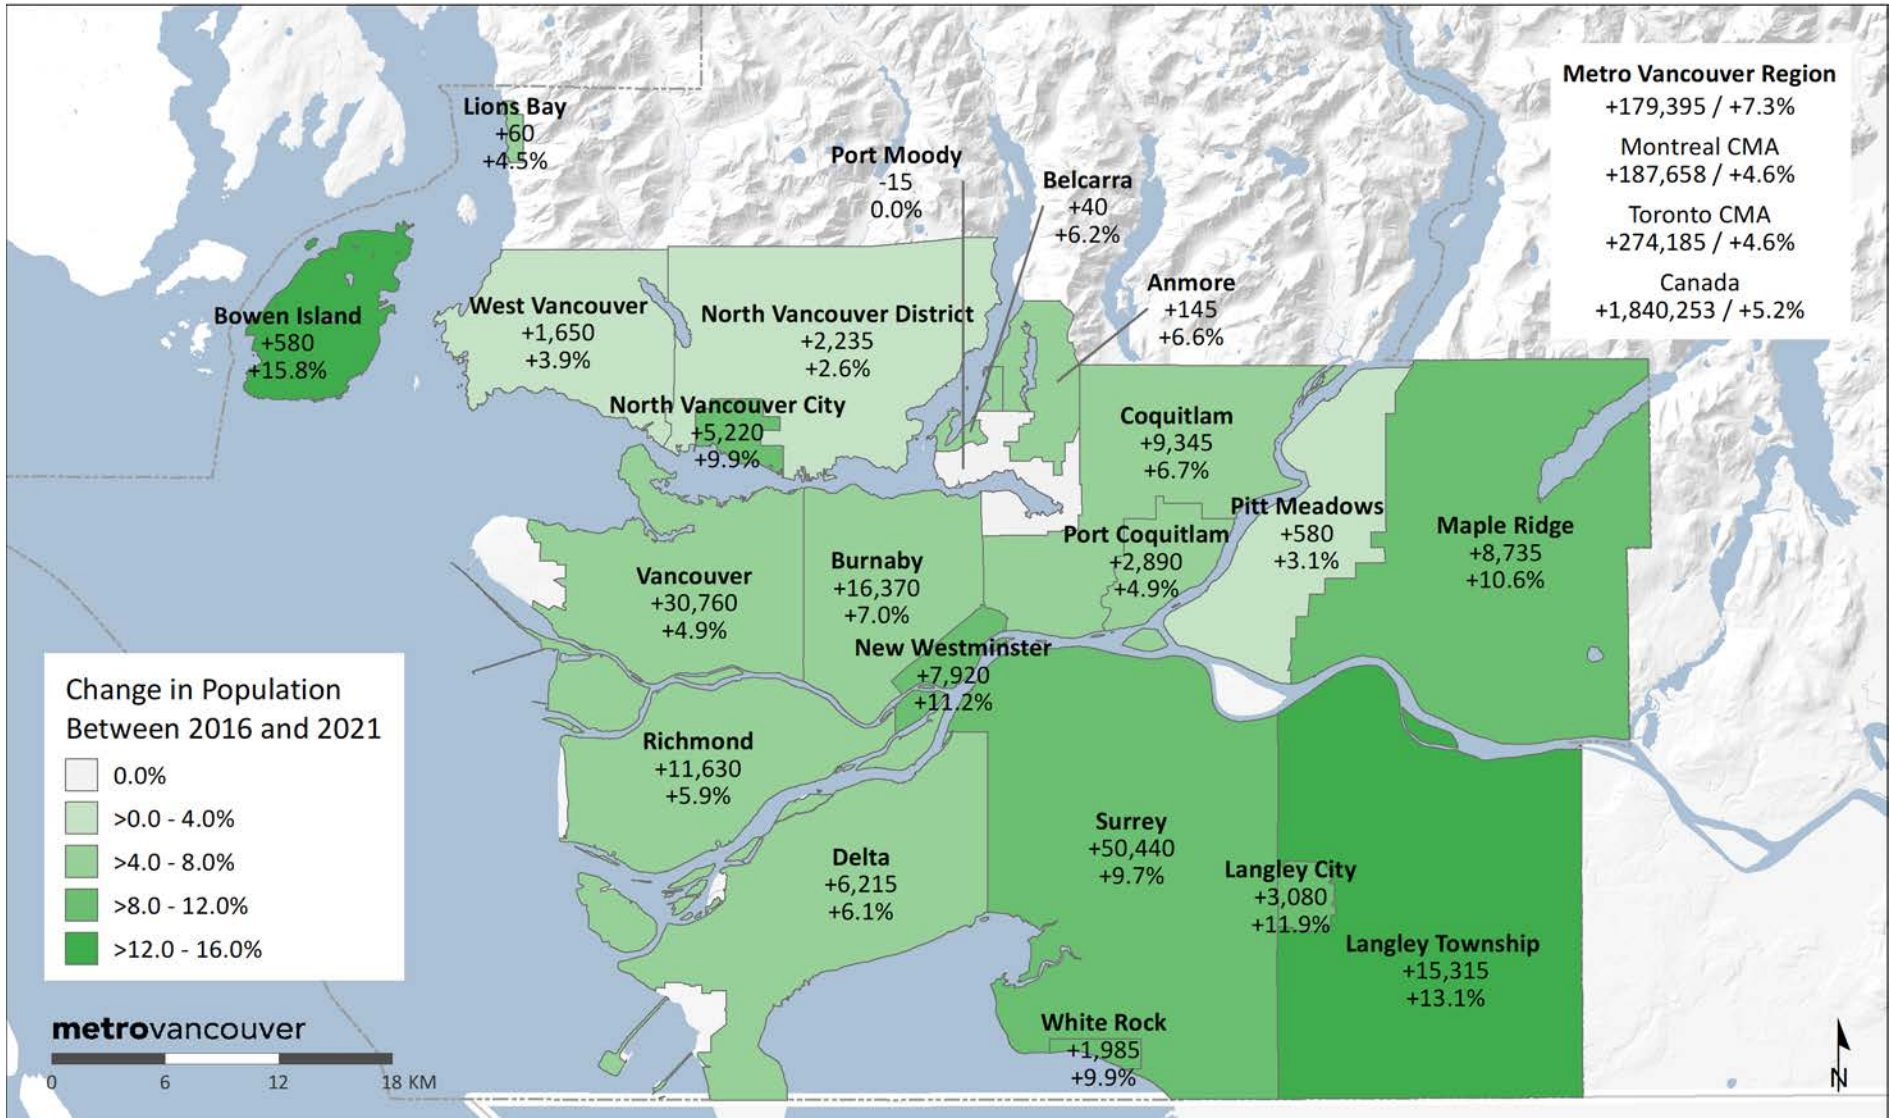 Metro Vancouver Region
+179,395 / +7.3%
Montreal CMA
+187,658 / +4.6%
Toronto CMA
+274,185 / +4.6%
Canada
+1,840,253 / +5.2%
Lions Bay
+60
+4.5%
Port Moody
-15
0.0%
Belcarra
+40
+6.2%
Anmore
+145
+6.6%
Bowen Island
+580
+15.8%
West Vancouver
+1,650
+3.9%
North Vancouver District
+2,235
+2.6%
North Vancouver City
+5,220
+9.9%
Coquitlam
+9,345
+6.7%
Pitt Meadows
+580
+3.1%
Maple Ridge
+8,735
+10.6%
Port Coquitlam
+2,890
+4.9%
Vancouver
+30,760
+4.9%
Burnaby
+16,370
+7.0%
New Westminster
+7,920
+11.2%
Richmond
+11,630
+5.9%
Delta
+6,215
+6.1%
Surrey
+50,440
+9.7%
Langley City
+3,080
+11.9%
Langley Township
+15,315
+13.1%
White Rock
+1,985
+9.9%
Change in Population
Between 2016 and 2021
0.0%
>0.0 - 4.0%
>4.0 - 8.0%
>8.0 - 12.0%
>12.0 - 16.0%
metrovancouver
0 6 12 18 KM
N